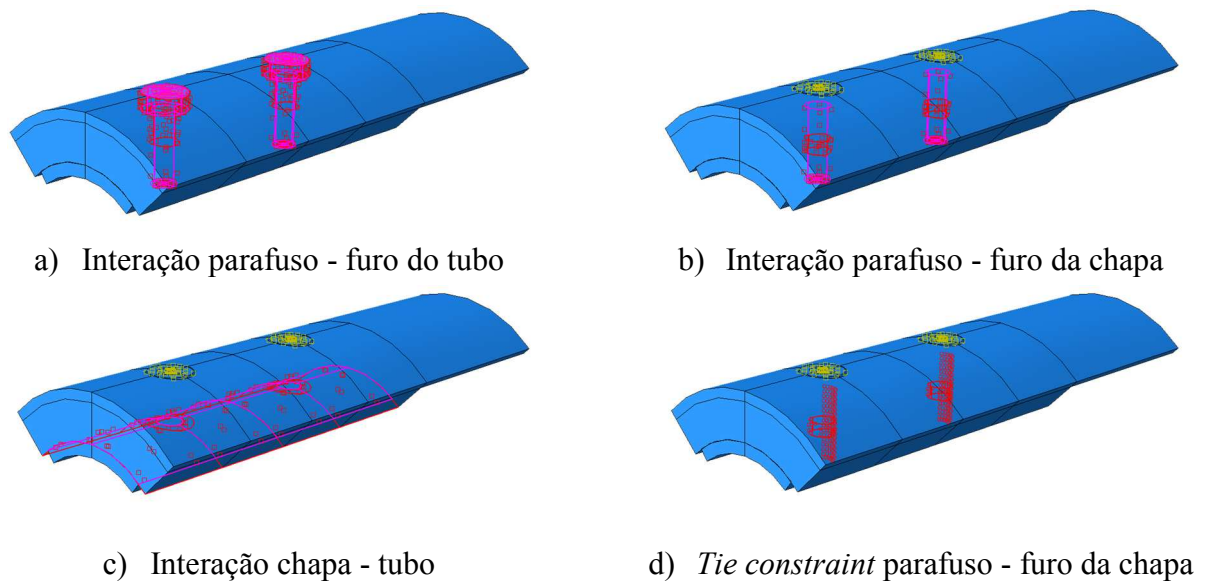 a) Interação parafuso - furo do tubo
b) Interação parafuso - furo da chapa
c) Interação chapa - tubo
d) Tie constraint parafuso - furo da chapa